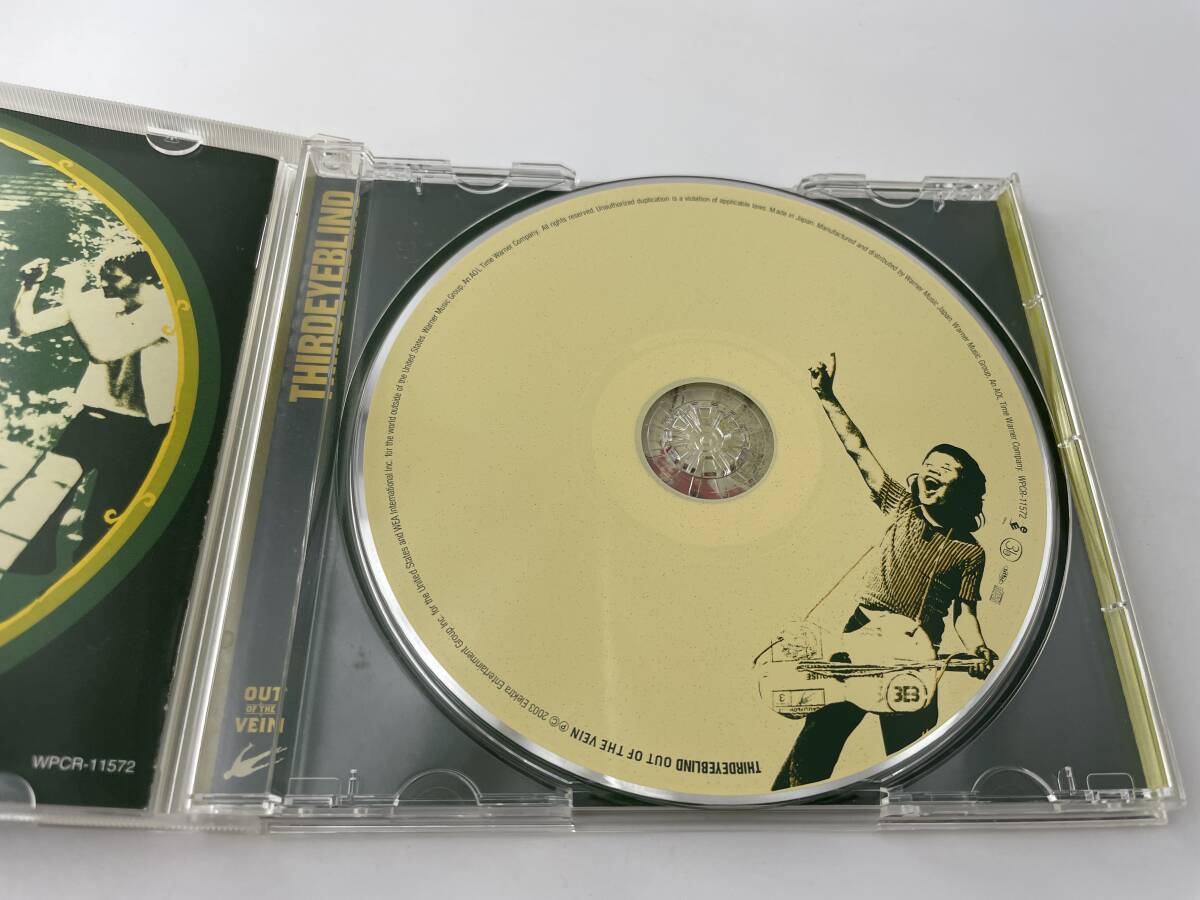 WPCR-11572
THIRDEYEBLIND
OUT
OF THE
VEIN
THIRDEYEBLIND OUT OF THE VEIN ℗© 2003 Elektra Entertainment Group Inc. for the United States and WEA International Inc. for the world outside of the United States. Warner Music Group, An AOL Time Warner Company. All rights reserved. Unauthorized duplication is a violation of applicable laws. Made in Japan. Manufactured and distributed by Warner Music Japan, Warner Music Group, An AOL Time Warner Company. WPCR-11572
3EB
3